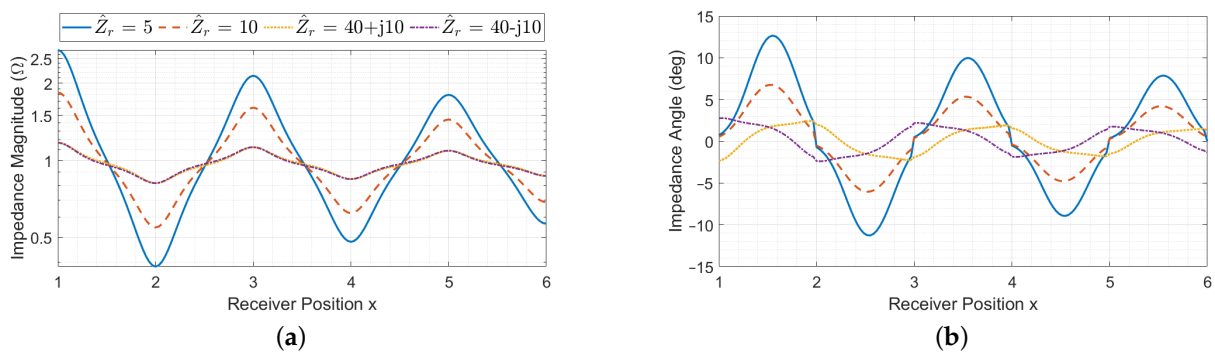 Ẑr = 5 Ẑr = 10 Ẑr = 40+j10 Ẑr = 40-j10
Impedance Magnitude (Ω)
2.5
2
1.5
1
0.5
1 2 3 4 5 6
Receiver Position x
(a)
Impedance Angle (deg)
15
10
5
0
−5
−10
−15
1 2 3 4 5 6
Receiver Position x
(b)